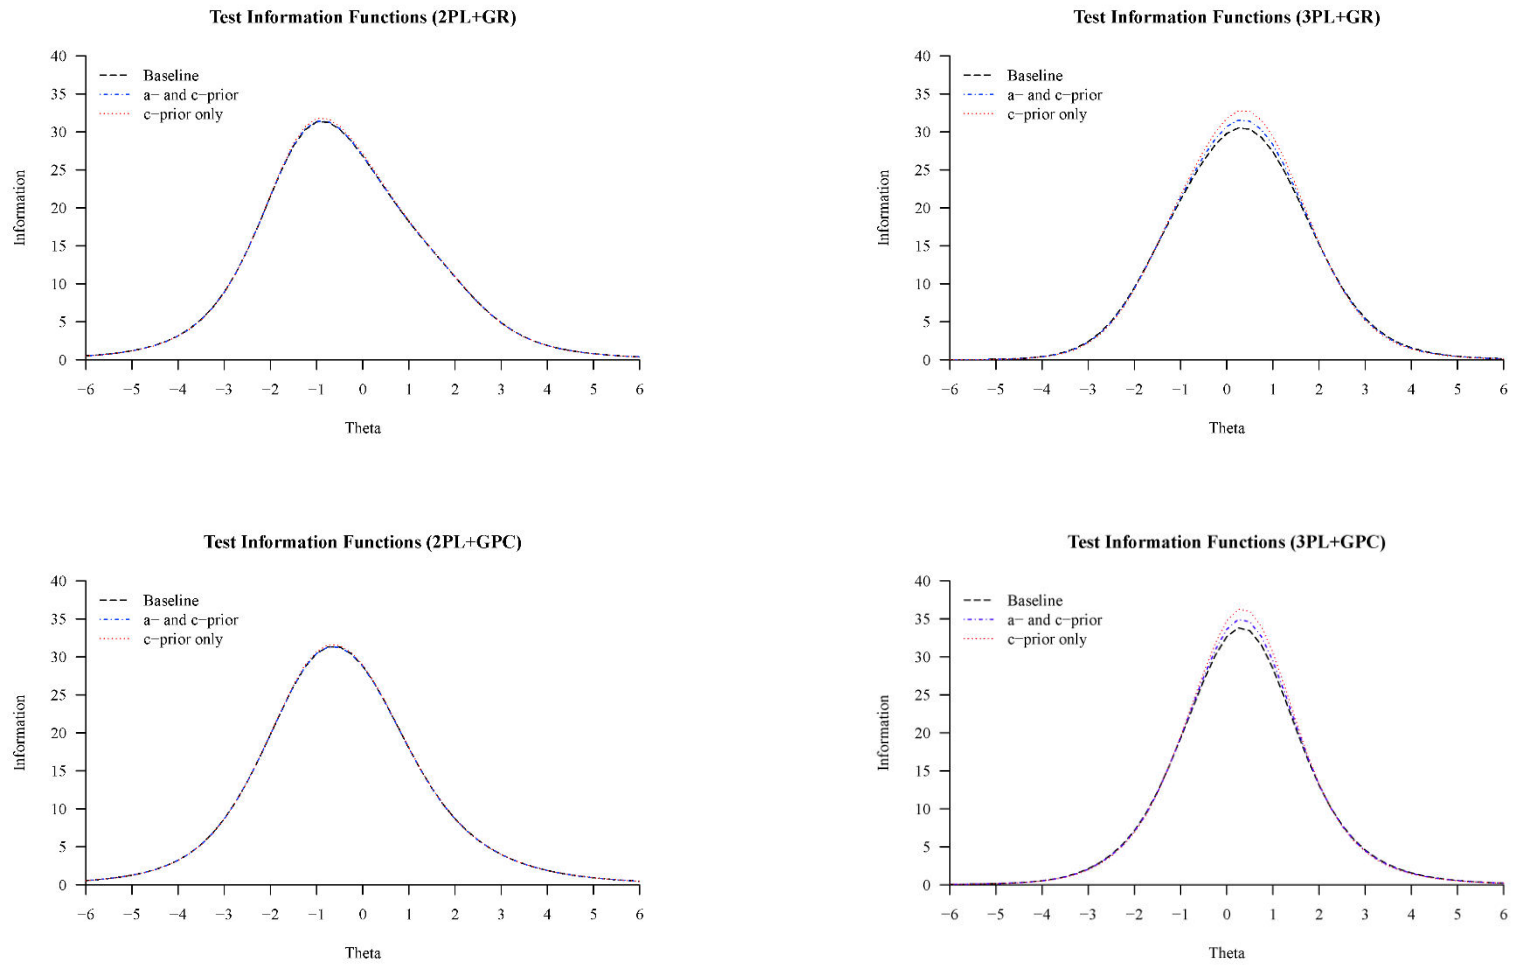 Test Information Functions (2PL+GR)
40
35
30
25
20
15
10
5
0
Baseline
a− and c−prior
c−prior only
Information
−6 −5 −4 −3 −2 −1 0 1 2 3 4 5 6
Theta
Test Information Functions (3PL+GR)
40
35
30
25
20
15
10
5
0
Baseline
a− and c−prior
c−prior only
Information
−6 −5 −4 −3 −2 −1 0 1 2 3 4 5 6
Theta
Test Information Functions (2PL+GPC)
40
35
30
25
20
15
10
5
0
Baseline
a− and c−prior
c−prior only
Information
−6 −5 −4 −3 −2 −1 0 1 2 3 4 5 6
Theta
Test Information Functions (3PL+GPC)
40
35
30
25
20
15
10
5
0
Baseline
a− and c−prior
c−prior only
Information
−6 −5 −4 −3 −2 −1 0 1 2 3 4 5 6
Theta